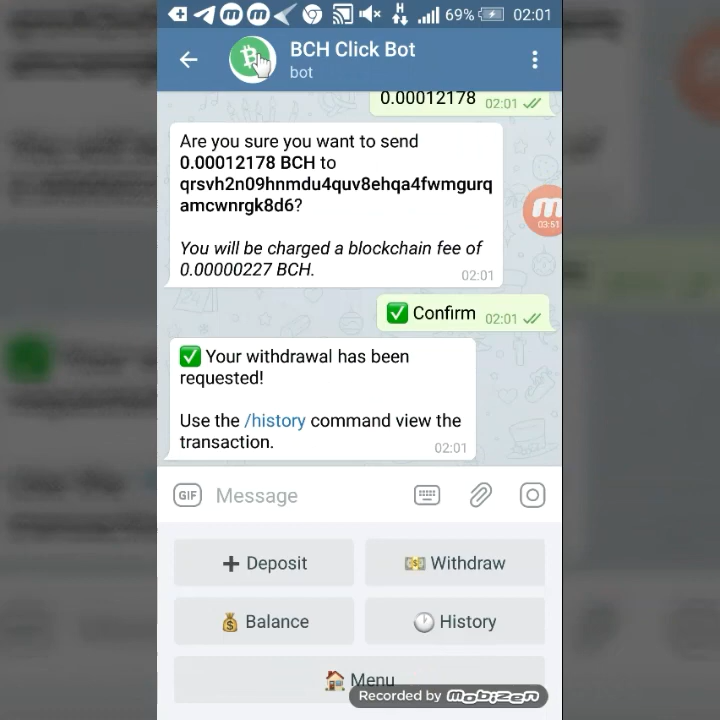 69% 02:01
BCH Click Bot
bot
0.00012178 02:01
Are you sure you want to send
0.00012178 BCH to
qrsvh2n09hnmdu4quv8ehqa4fwmgurq
amcwnrgk8d6?
You will be charged a blockchain fee of
0.00000227 BCH.
02:01
03:51
Confirm 02:01
Your withdrawal has been
requested!
Use the /history command view the
transaction.
02:01
GIF Message
Deposit Withdraw
Balance History
Menu
Recorded by mobizen